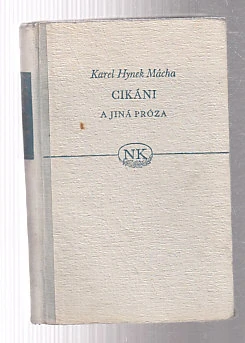 Karel Hynek Mácha
CIKÁNI
A JINÁ PRÓZA
NK